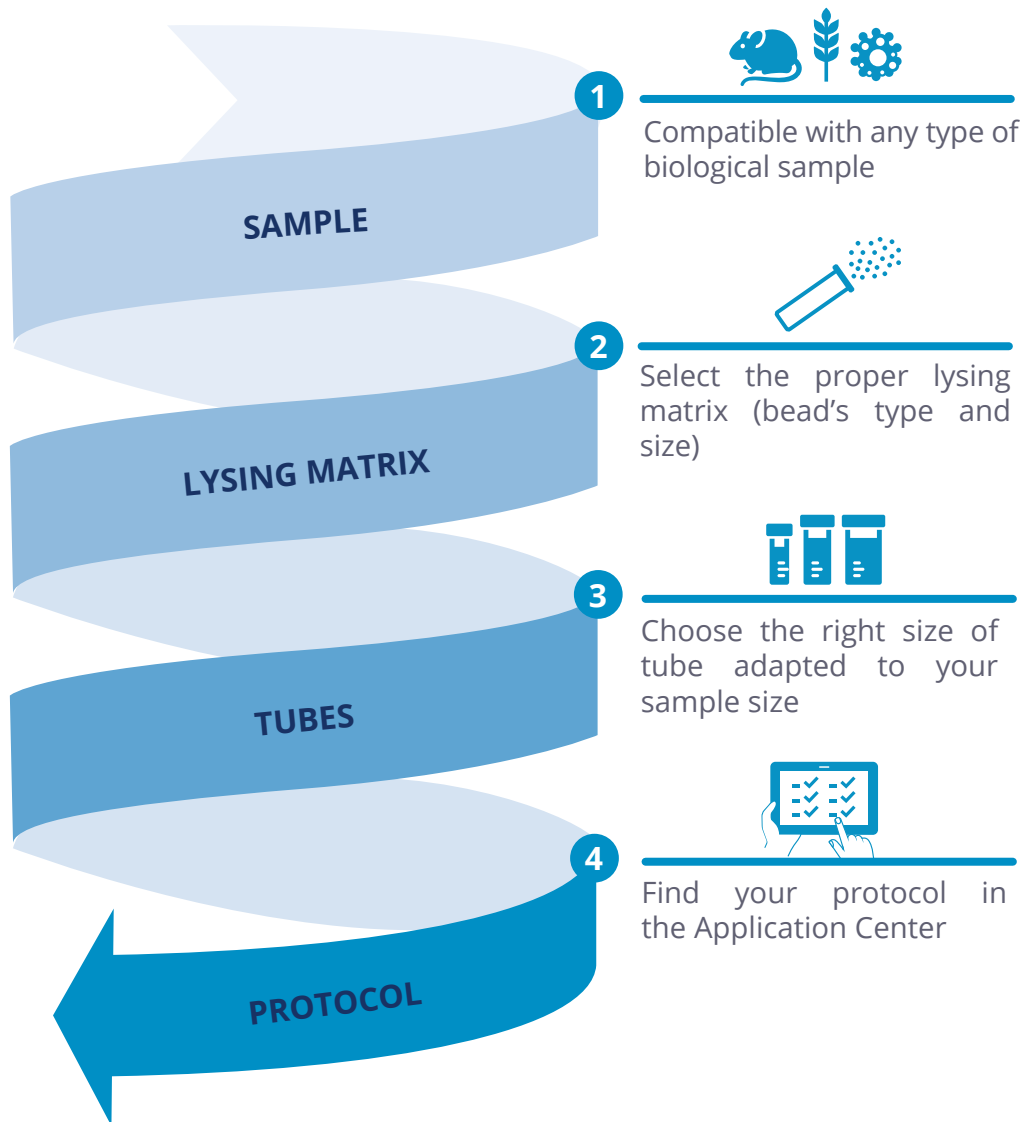 1
Compatible with any type of
biological sample
SAMPLE
2
Select the proper lysing
matrix (bead's type and
size)
LYSING MATRIX
3
Choose the right size of
tube adapted to your
sample size
TUBES
4
Find your protocol in
the Application Center
PROTOCOL